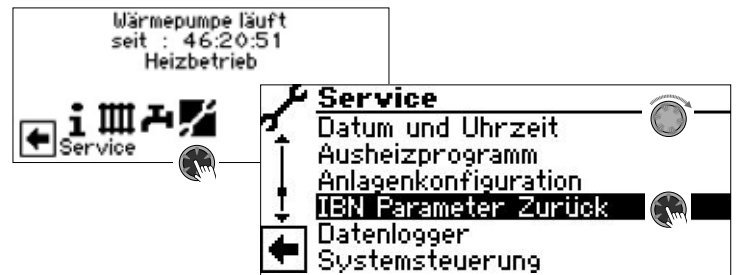 Wärmepumpe läuft
seit : 46:20:51
Heizbetrieb
Service
Service
Datum und Uhrzeit
Ausheizprogramm
Anlagenkonfiguration
IBN Parameter Zurück
Datenlogger
Systemsteuerung